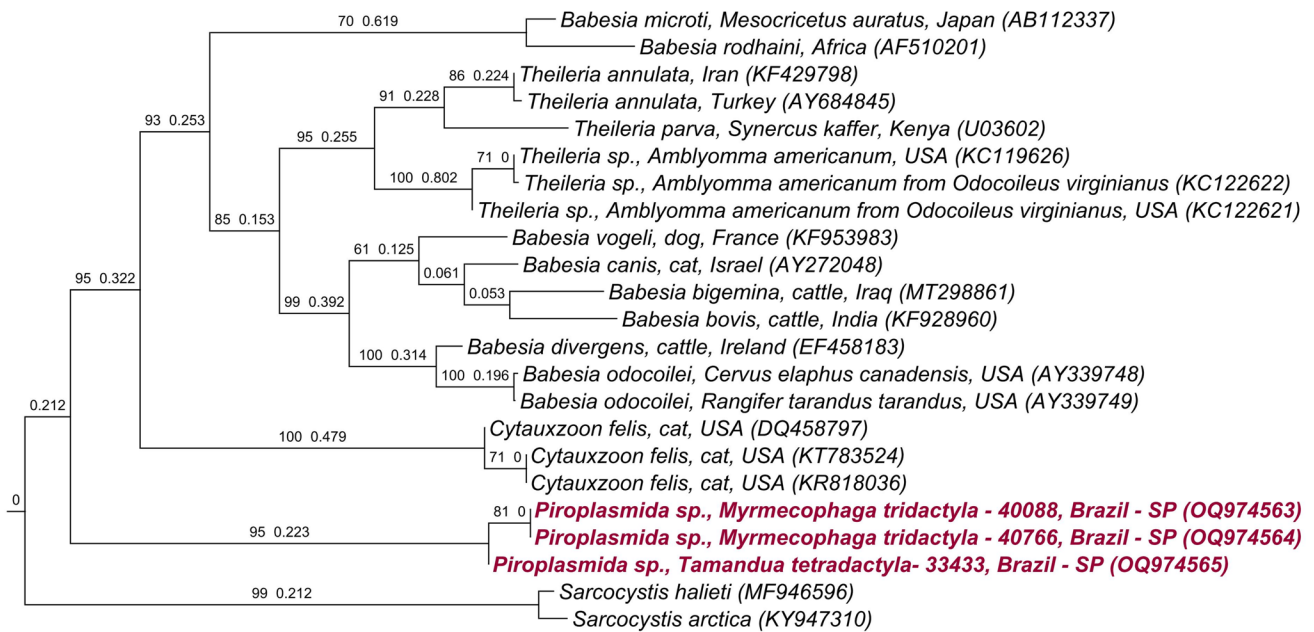 70 0.619
Babesia microti, Mesocricetus auratus, Japan (AB112337)
Babesia rodhaini, Africa (AF510201)
86 0.224
Theileria annulata, Iran (KF429798)
91 0.228
Theileria annulata, Turkey (AY684845)
93 0.253
Theileria parva, Synercus kaffer, Kenya (U03602)
95 0.255
71 0
Theileria sp., Amblyomma americanum, USA (KC119626)
100 0.802
Theileria sp., Amblyomma americanum from Odocoileus virginianus (KC122622)
Theileria sp., Amblyomma americanum from Odocoileus virginianus, USA (KC122621)
85 0.153
Babesia vogeli, dog, France (KF953983)
61 0.125
Babesia canis, cat, Israel (AY272048)
95 0.322
0.061
Babesia bigemina, cattle, Iraq (MT298861)
99 0.392
0.053
Babesia bovis, cattle, India (KF928960)
Babesia divergens, cattle, Ireland (EF458183)
100 0.314
Babesia odocoilei, Cervus elaphus canadensis, USA (AY339748)
100 0.196
Babesia odocoilei, Rangifer tarandus tarandus, USA (AY339749)
0.212
Cytauxzoon felis, cat, USA (DQ458797)
100 0.479
71 0
Cytauxzoon felis, cat, USA (KT783524)
Cytauxzoon felis, cat, USA (KR818036)
0
81 0
Piroplasmida sp., Myrmecophaga tridactyla - 40088, Brazil - SP (OQ974563)
95 0.223
Piroplasmida sp., Myrmecophaga tridactyla - 40766, Brazil - SP (OQ974564)
Piroplasmida sp., Tamandua tetradactyla- 33433, Brazil - SP (OQ974565)
99 0.212
Sarcocystis halieti (MF946596)
Sarcocystis arctica (KY947310)